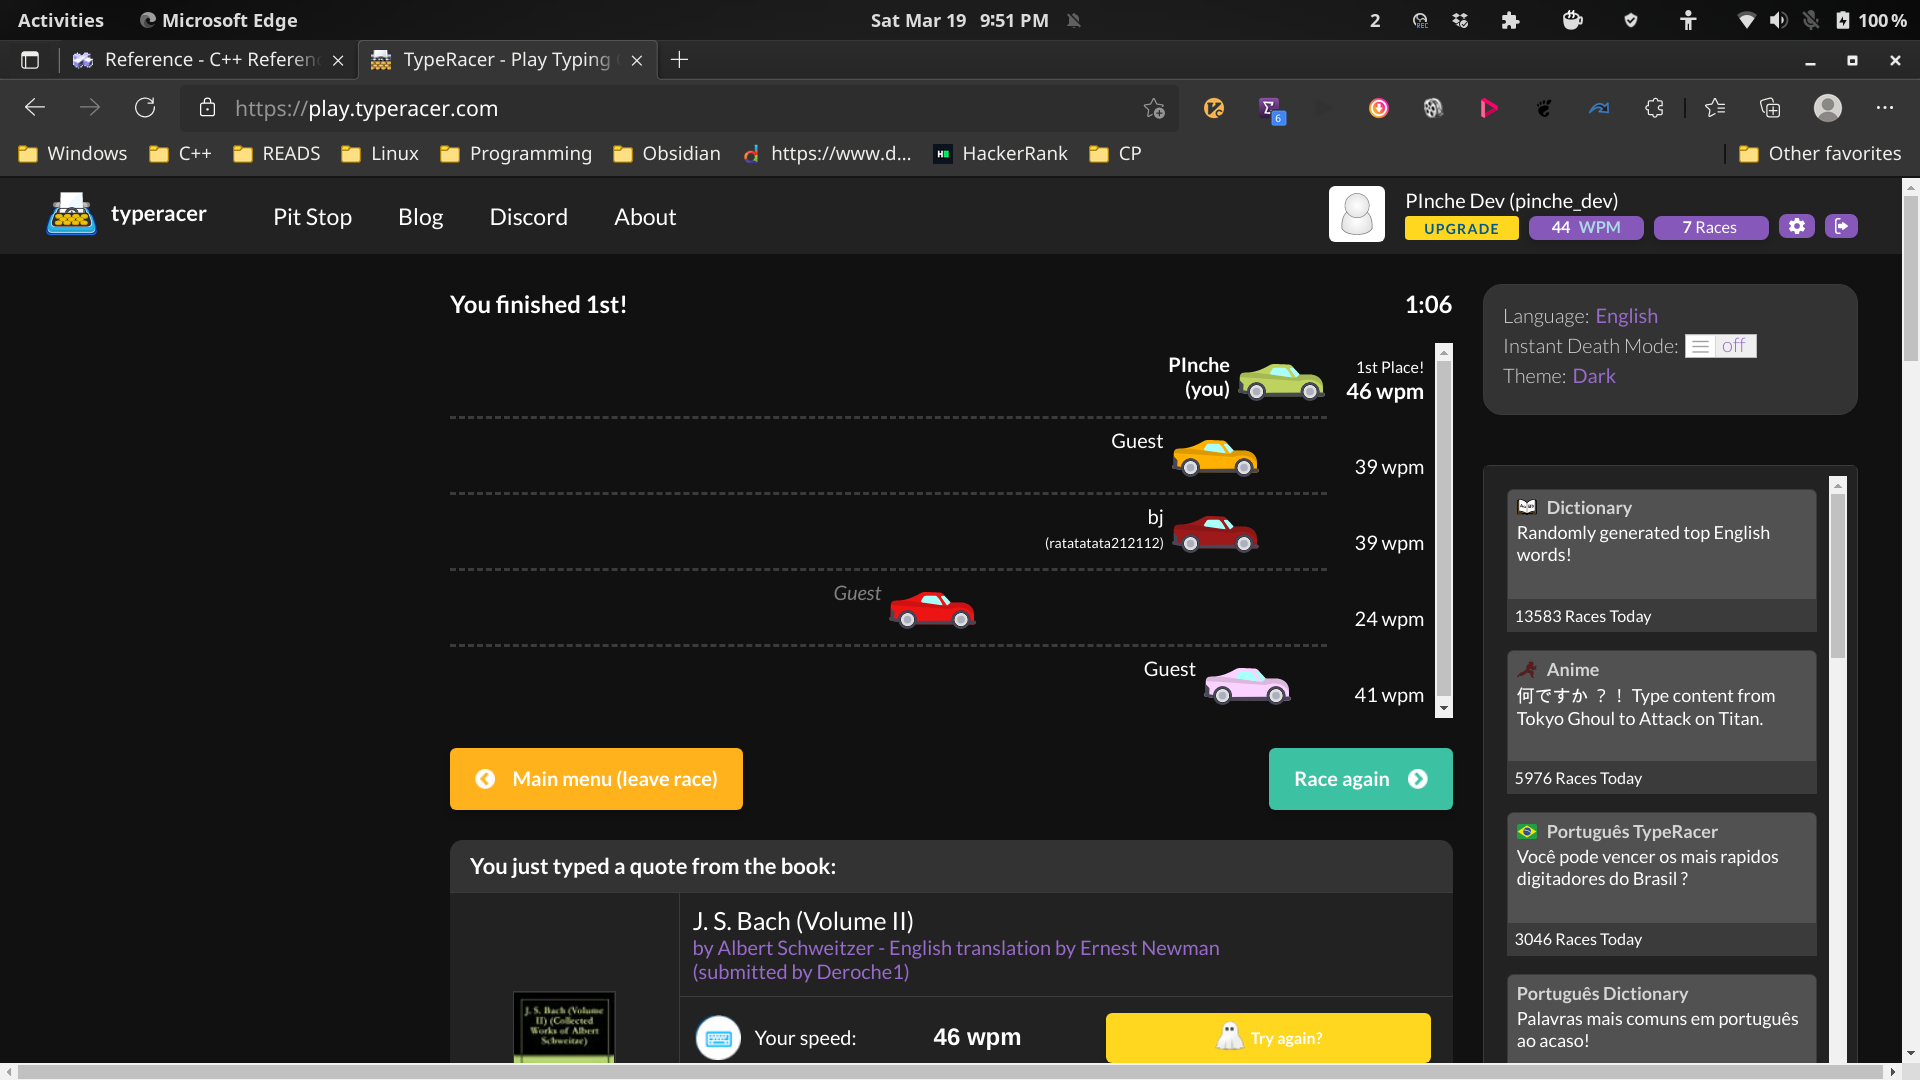 Activities
Microsoft Edge
Sat Mar 19 9:51 PM
2
REC
100 %
Reference - C++ Referen
TypeRacer - Play Typing
https://play.typeracer.com
6
Windows
C++
READS
Linux
Programming
Obsidian
https://www.d...
HackerRank
CP
Other favorites
typeracer
Pit Stop
Blog
Discord
About
PInche Dev (pinche_dev)
UPGRADE
44 WPM
7 Races
You finished 1st!
1:06
PInche
(you)
1st Place!
46 wpm
Guest
39 wpm
bj
(ratatatata212112)
39 wpm
Guest
24 wpm
Guest
41 wpm
Main menu (leave race)
Race again
You just typed a quote from the book:
J. S. Bach (Volume II)
by Albert Schweitzer - English translation by Ernest Newman
(submitted by Deroche1)
J. S. Bach (Volume
II) (Collected
Works of Albert
Schweitze)
Your speed:
46 wpm
Try again?
Language: English
Instant Death Mode: off
Theme: Dark
Dictionary
Randomly generated top English
words!
13583 Races Today
Anime
何ですか ？！ Type content from
Tokyo Ghoul to Attack on Titan.
5976 Races Today
Português TypeRacer
Você pode vencer os mais rapidos
digitadores do Brasil ?
3046 Races Today
Português Dictionary
Palavras mais comuns em português
ao acaso!